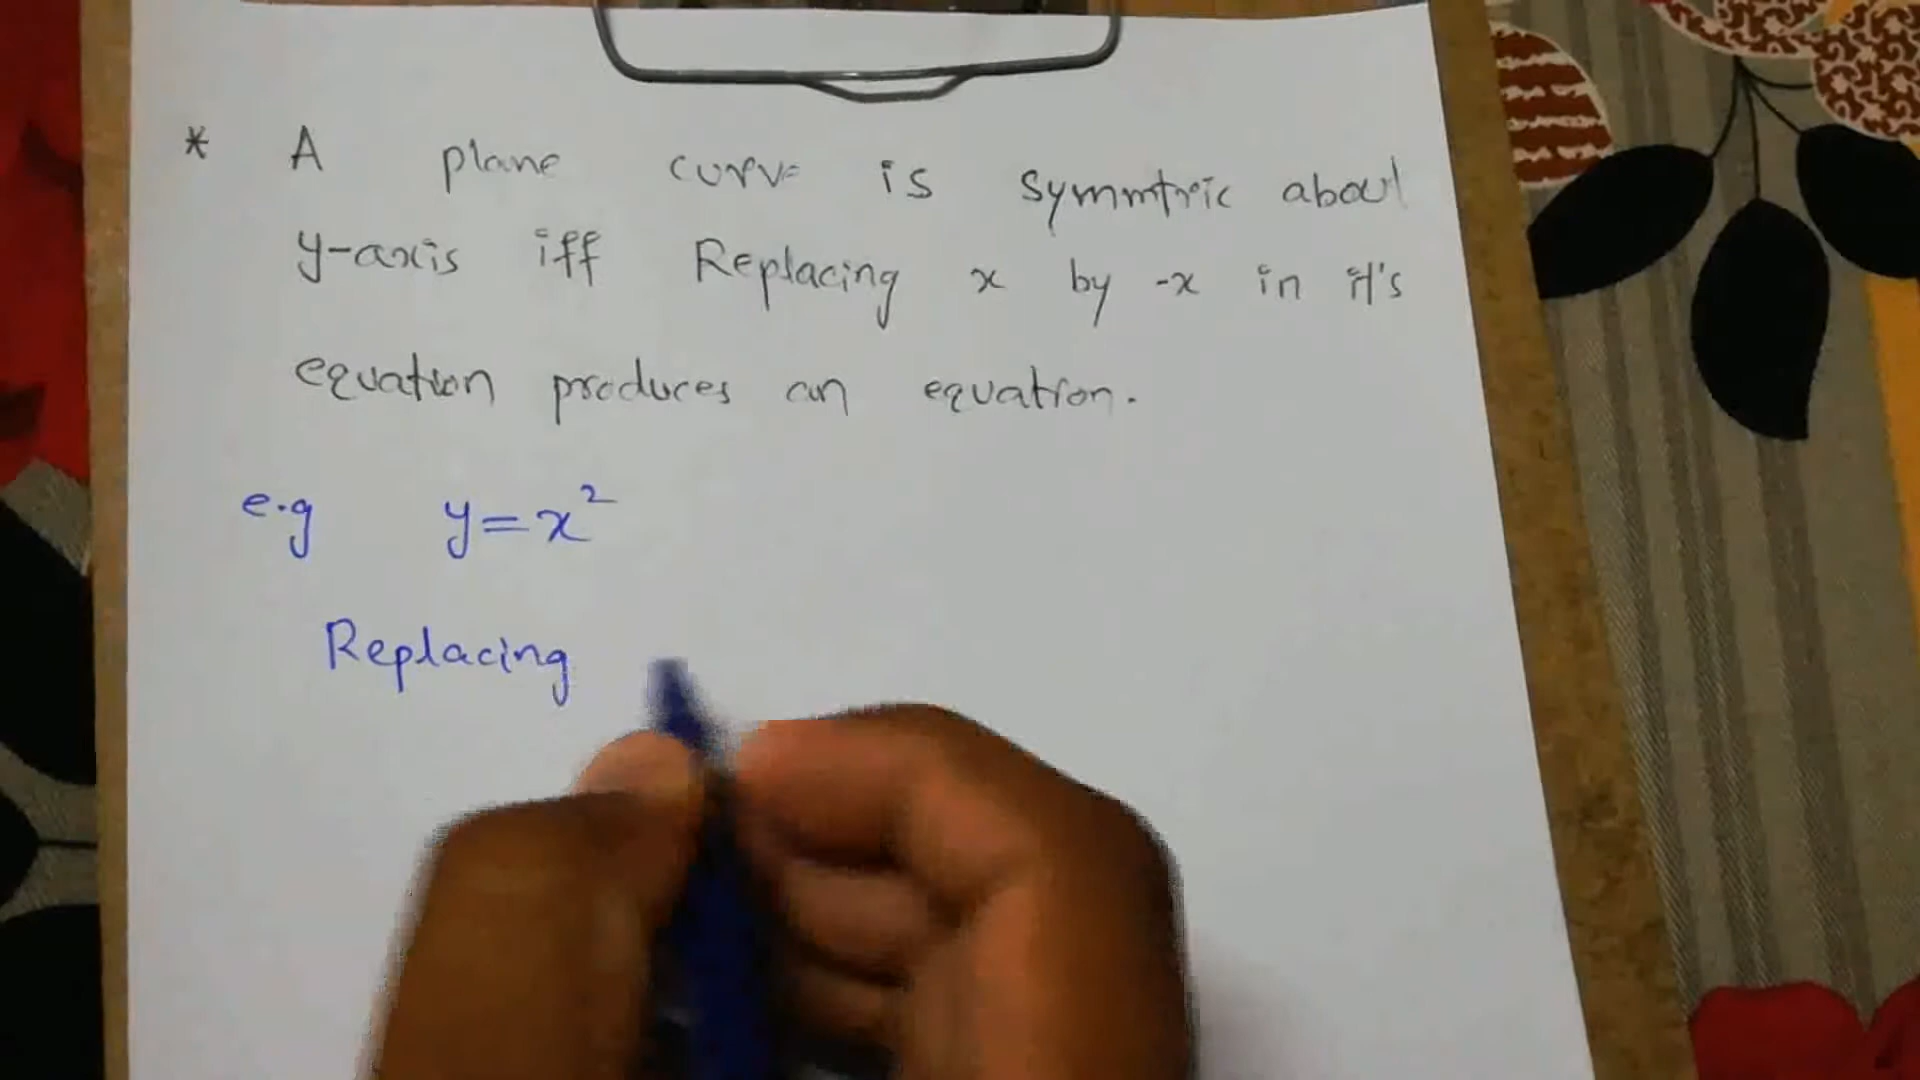 * A plane curve is symmtric about
y-axis iff Replacing x by -x in it's
equation produces an equation.
e.g y=x²
Replacing